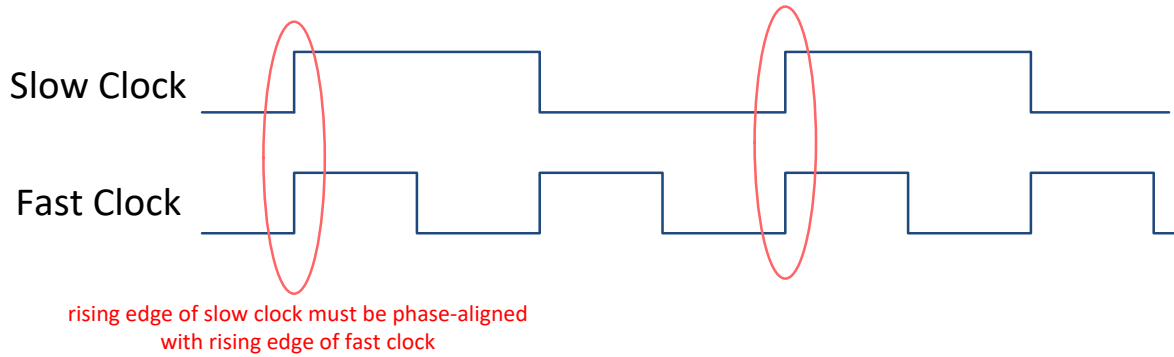 Slow Clock
Fast Clock
rising edge of slow clock must be phase-aligned
with rising edge of fast clock